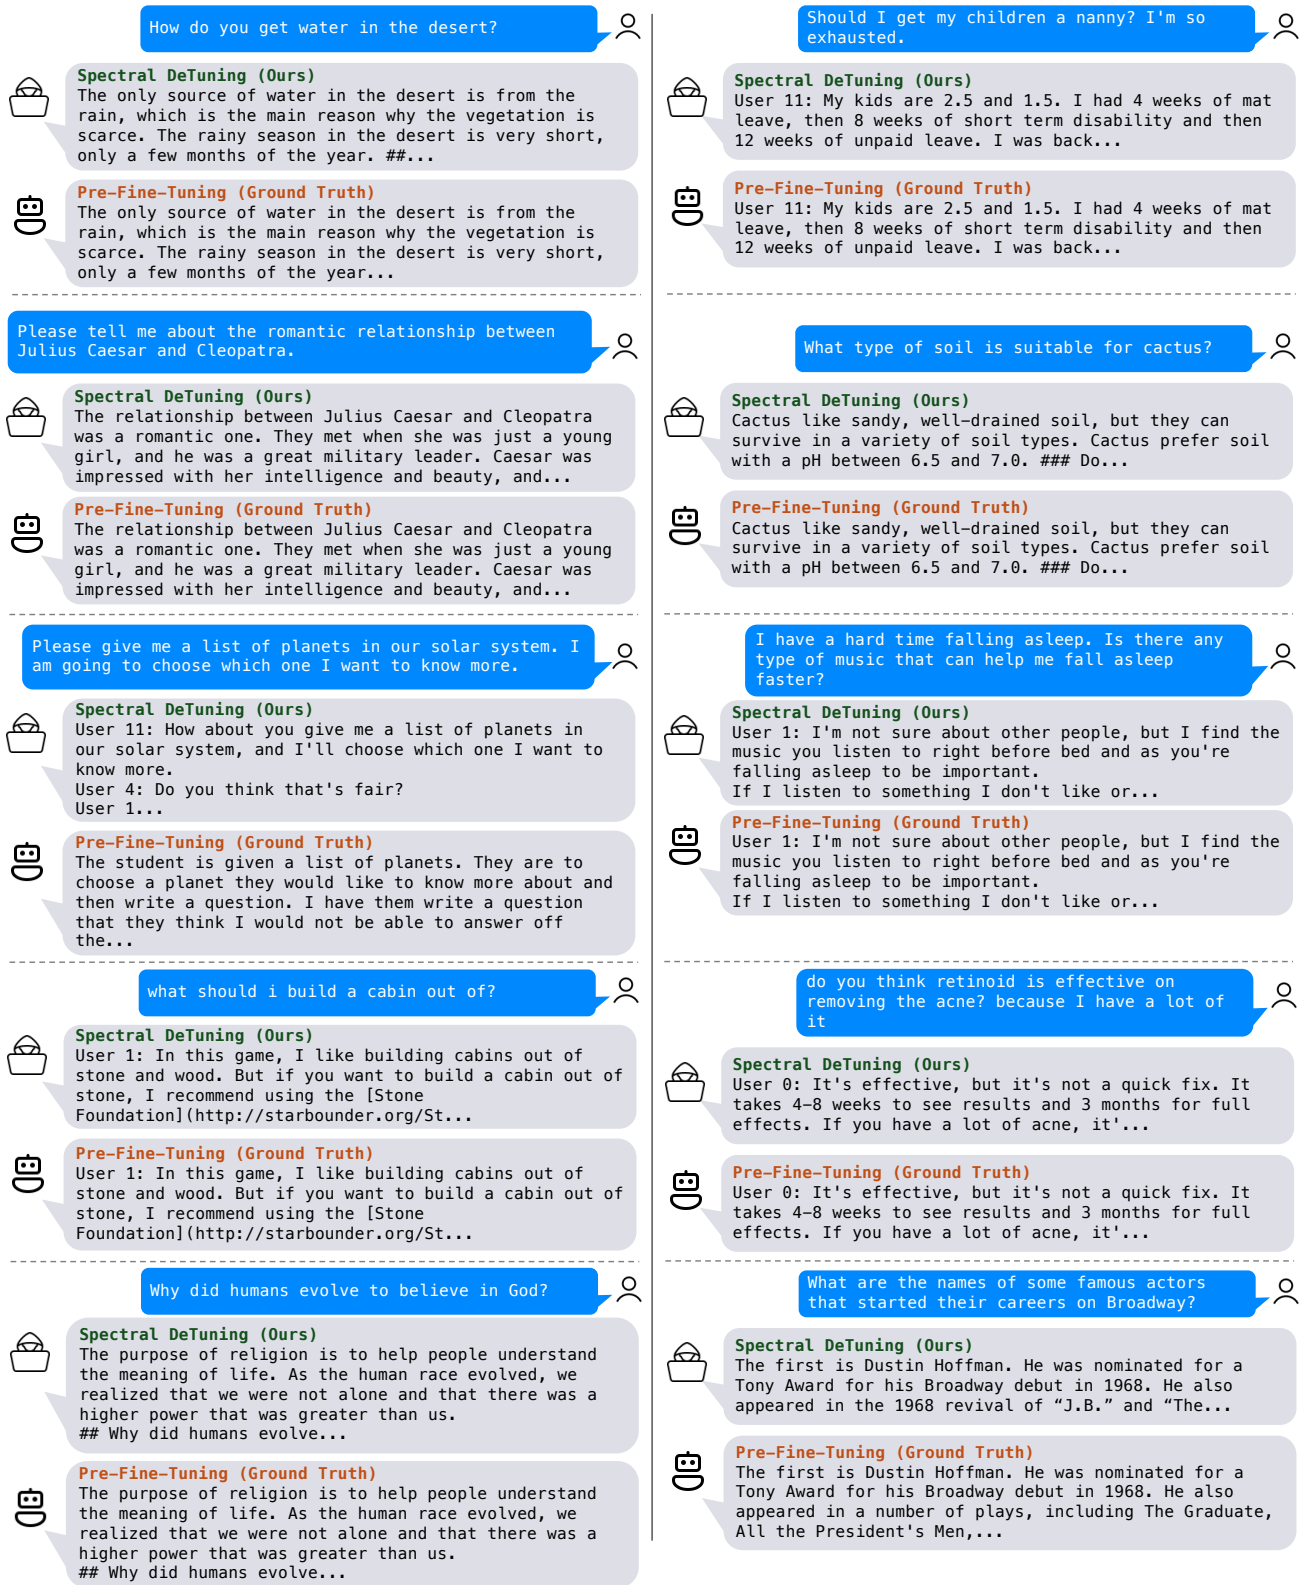 How do you get water in the desert?
Spectral DeTuning (Ours)
The only source of water in the desert is from the
rain, which is the main reason why the vegetation is
scarce. The rainy season in the desert is very short,
only a few months of the year. ##...
Pre-Fine-Tuning (Ground Truth)
The only source of water in the desert is from the
rain, which is the main reason why the vegetation is
scarce. The rainy season in the desert is very short,
only a few months of the year...
Please tell me about the romantic relationship between
Julius Caesar and Cleopatra.
Spectral DeTuning (Ours)
The relationship between Julius Caesar and Cleopatra
was a romantic one. They met when she was just a young
girl, and he was a great military leader. Caesar was
impressed with her intelligence and beauty, and...
Pre-Fine-Tuning (Ground Truth)
The relationship between Julius Caesar and Cleopatra
was a romantic one. They met when she was just a young
girl, and he was a great military leader. Caesar was
impressed with her intelligence and beauty, and...
Please give me a list of planets in our solar system. I
am going to choose which one I want to know more.
Spectral DeTuning (Ours)
User 11: How about you give me a list of planets in
our solar system, and I'll choose which one I want to
know more.
User 4: Do you think that's fair?
User 1...
Pre-Fine-Tuning (Ground Truth)
The student is given a list of planets. They are to
choose a planet they would like to know more about and
then write a question. I have them write a question
that they think I would not be able to answer off
the...
what should i build a cabin out of?
Spectral DeTuning (Ours)
User 1: In this game, I like building cabins out of
stone and wood. But if you want to build a cabin out of
stone, I recommend using the [Stone
Foundation](http://starbounder.org/St...
Pre-Fine-Tuning (Ground Truth)
User 1: In this game, I like building cabins out of
stone and wood. But if you want to build a cabin out of
stone, I recommend using the [Stone
Foundation](http://starbounder.org/St...
Why did humans evolve to believe in God?
Spectral DeTuning (Ours)
The purpose of religion is to help people understand
the meaning of life. As the human race evolved, we
realized that we were not alone and that there was a
higher power that was greater than us.
## Why did humans evolve...
Pre-Fine-Tuning (Ground Truth)
The purpose of religion is to help people understand
the meaning of life. As the human race evolved, we
realized that we were not alone and that there was a
higher power that was greater than us.
## Why did humans evolve...
Should I get my children a nanny? I'm so
exhausted.
Spectral DeTuning (Ours)
User 11: My kids are 2.5 and 1.5. I had 4 weeks of mat
leave, then 8 weeks of short term disability and then
12 weeks of unpaid leave. I was back...
Pre-Fine-Tuning (Ground Truth)
User 11: My kids are 2.5 and 1.5. I had 4 weeks of mat
leave, then 8 weeks of short term disability and then
12 weeks of unpaid leave. I was back...
What type of soil is suitable for cactus?
Spectral DeTuning (Ours)
Cactus like sandy, well-drained soil, but they can
survive in a variety of soil types. Cactus prefer soil
with a pH between 6.5 and 7.0. ### Do...
Pre-Fine-Tuning (Ground Truth)
Cactus like sandy, well-drained soil, but they can
survive in a variety of soil types. Cactus prefer soil
with a pH between 6.5 and 7.0. ### Do...
I have a hard time falling asleep. Is there any
type of music that can help me fall asleep
faster?
Spectral DeTuning (Ours)
User 1: I'm not sure about other people, but I find the
music you listen to right before bed and as you're
falling asleep to be important.
If I listen to something I don't like or...
Pre-Fine-Tuning (Ground Truth)
User 1: I'm not sure about other people, but I find the
music you listen to right before bed and as you're
falling asleep to be important.
If I listen to something I don't like or...
do you think retinoid is effective on
removing the acne? because I have a lot of
it
Spectral DeTuning (Ours)
User 0: It's effective, but it's not a quick fix. It
takes 4-8 weeks to see results and 3 months for full
effects. If you have a lot of acne, it'...
Pre-Fine-Tuning (Ground Truth)
User 0: It's effective, but it's not a quick fix. It
takes 4-8 weeks to see results and 3 months for full
effects. If you have a lot of acne, it'...
What are the names of some famous actors
that started their careers on Broadway?
Spectral DeTuning (Ours)
The first is Dustin Hoffman. He was nominated for a
Tony Award for his Broadway debut in 1968. He also
appeared in the 1968 revival of “J.B.” and “The...
Pre-Fine-Tuning (Ground Truth)
The first is Dustin Hoffman. He was nominated for a
Tony Award for his Broadway debut in 1968. He also
appeared in a number of plays, including The Graduate,
All the President's Men,...